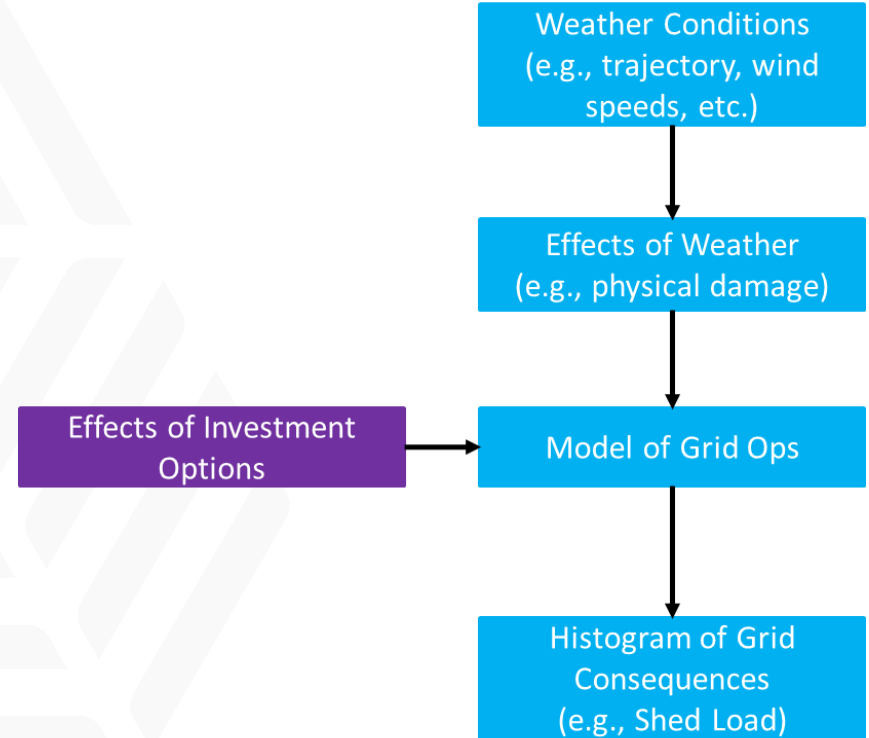 Weather Conditions
(e.g., trajectory, wind
speeds, etc.)
Effects of Weather
(e.g., physical damage)
Effects of Investment
Options
Model of Grid Ops
Histogram of Grid
Consequences
(e.g., Shed Load)